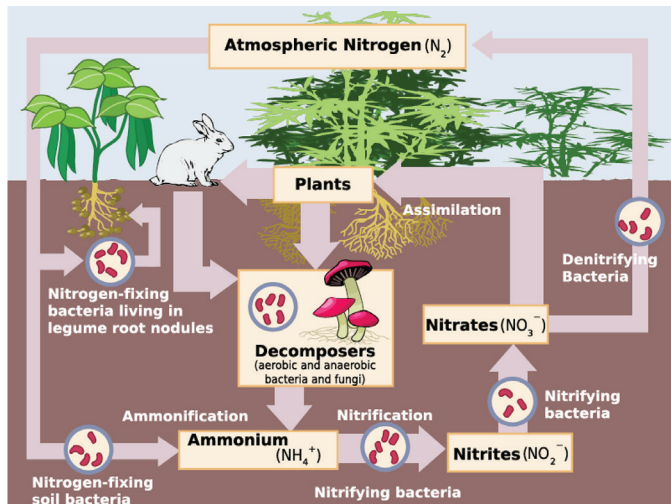 Atmospheric Nitrogen (N₂)
Plants
Assimilation
Denitrifying
Bacteria
Nitrogen-fixing
bacteria living in
legume root nodules
Decomposers
(aerobic and anaerobic
bacteria and fungi)
Nitrates (NO₃⁻)
Nitrifying
bacteria
Ammonification
Nitrification
Ammonium
(NH₄⁺)
Nitrites (NO₂⁻)
Nitrogen-fixing
soil bacteria
Nitrifying bacteria